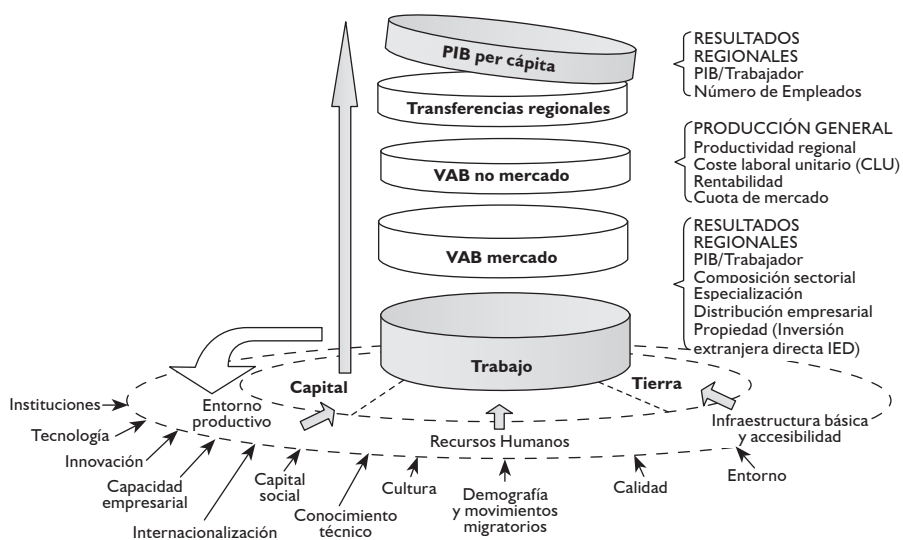 PIB per cápita
Transferencias regionales
VAB no mercado
VAB mercado
Trabajo
RESULTADOS
REGIONALES
PIB/Trabajador
Número de Empleados
PRODUCCIÓN GENERAL
Productividad regional
Coste laboral unitario (CLU)
Rentabilidad
Cuota de mercado
RESULTADOS
REGIONALES
PIB/Trabajador
Composición sectorial
Especialización
Distribución empresarial
Propiedad (Inversión
extranjera directa IED)
Capital
Tierra
Entorno
productivo
Recursos Humanos
Infraestructura básica
y accesibilidad
Instituciones
Tecnología
Innovación
Capacidad
empresarial
Internacionalización
Capital
social
Conocimiento
técnico
Cultura
Demografía
y movimientos
migratorios
Calidad
Entorno